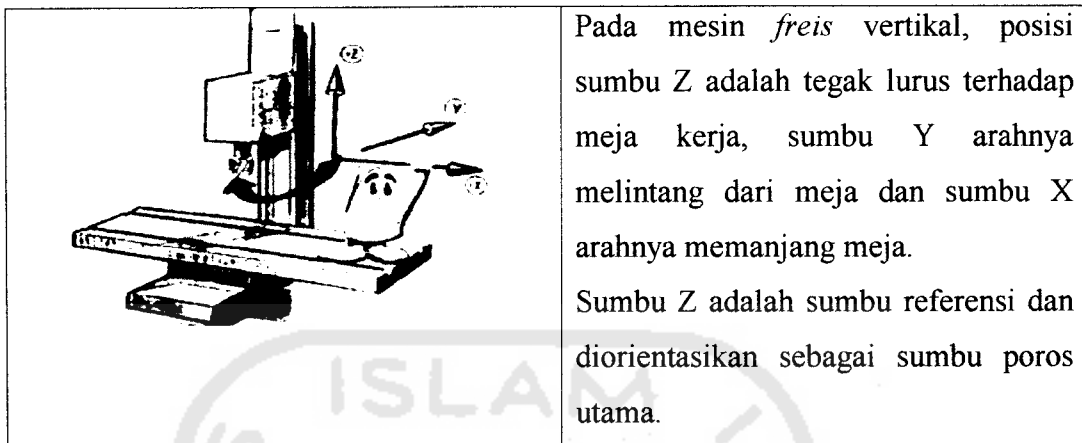 Pada mesin freis vertikal, posisi
sumbu Z adalah tegak lurus terhadap
meja kerja, sumbu Y arahnya
melintang dari meja dan sumbu X
arahnya memanjang meja.
Sumbu Z adalah sumbu referensi dan
diorientasikan sebagai sumbu poros
utama.
ISLAM